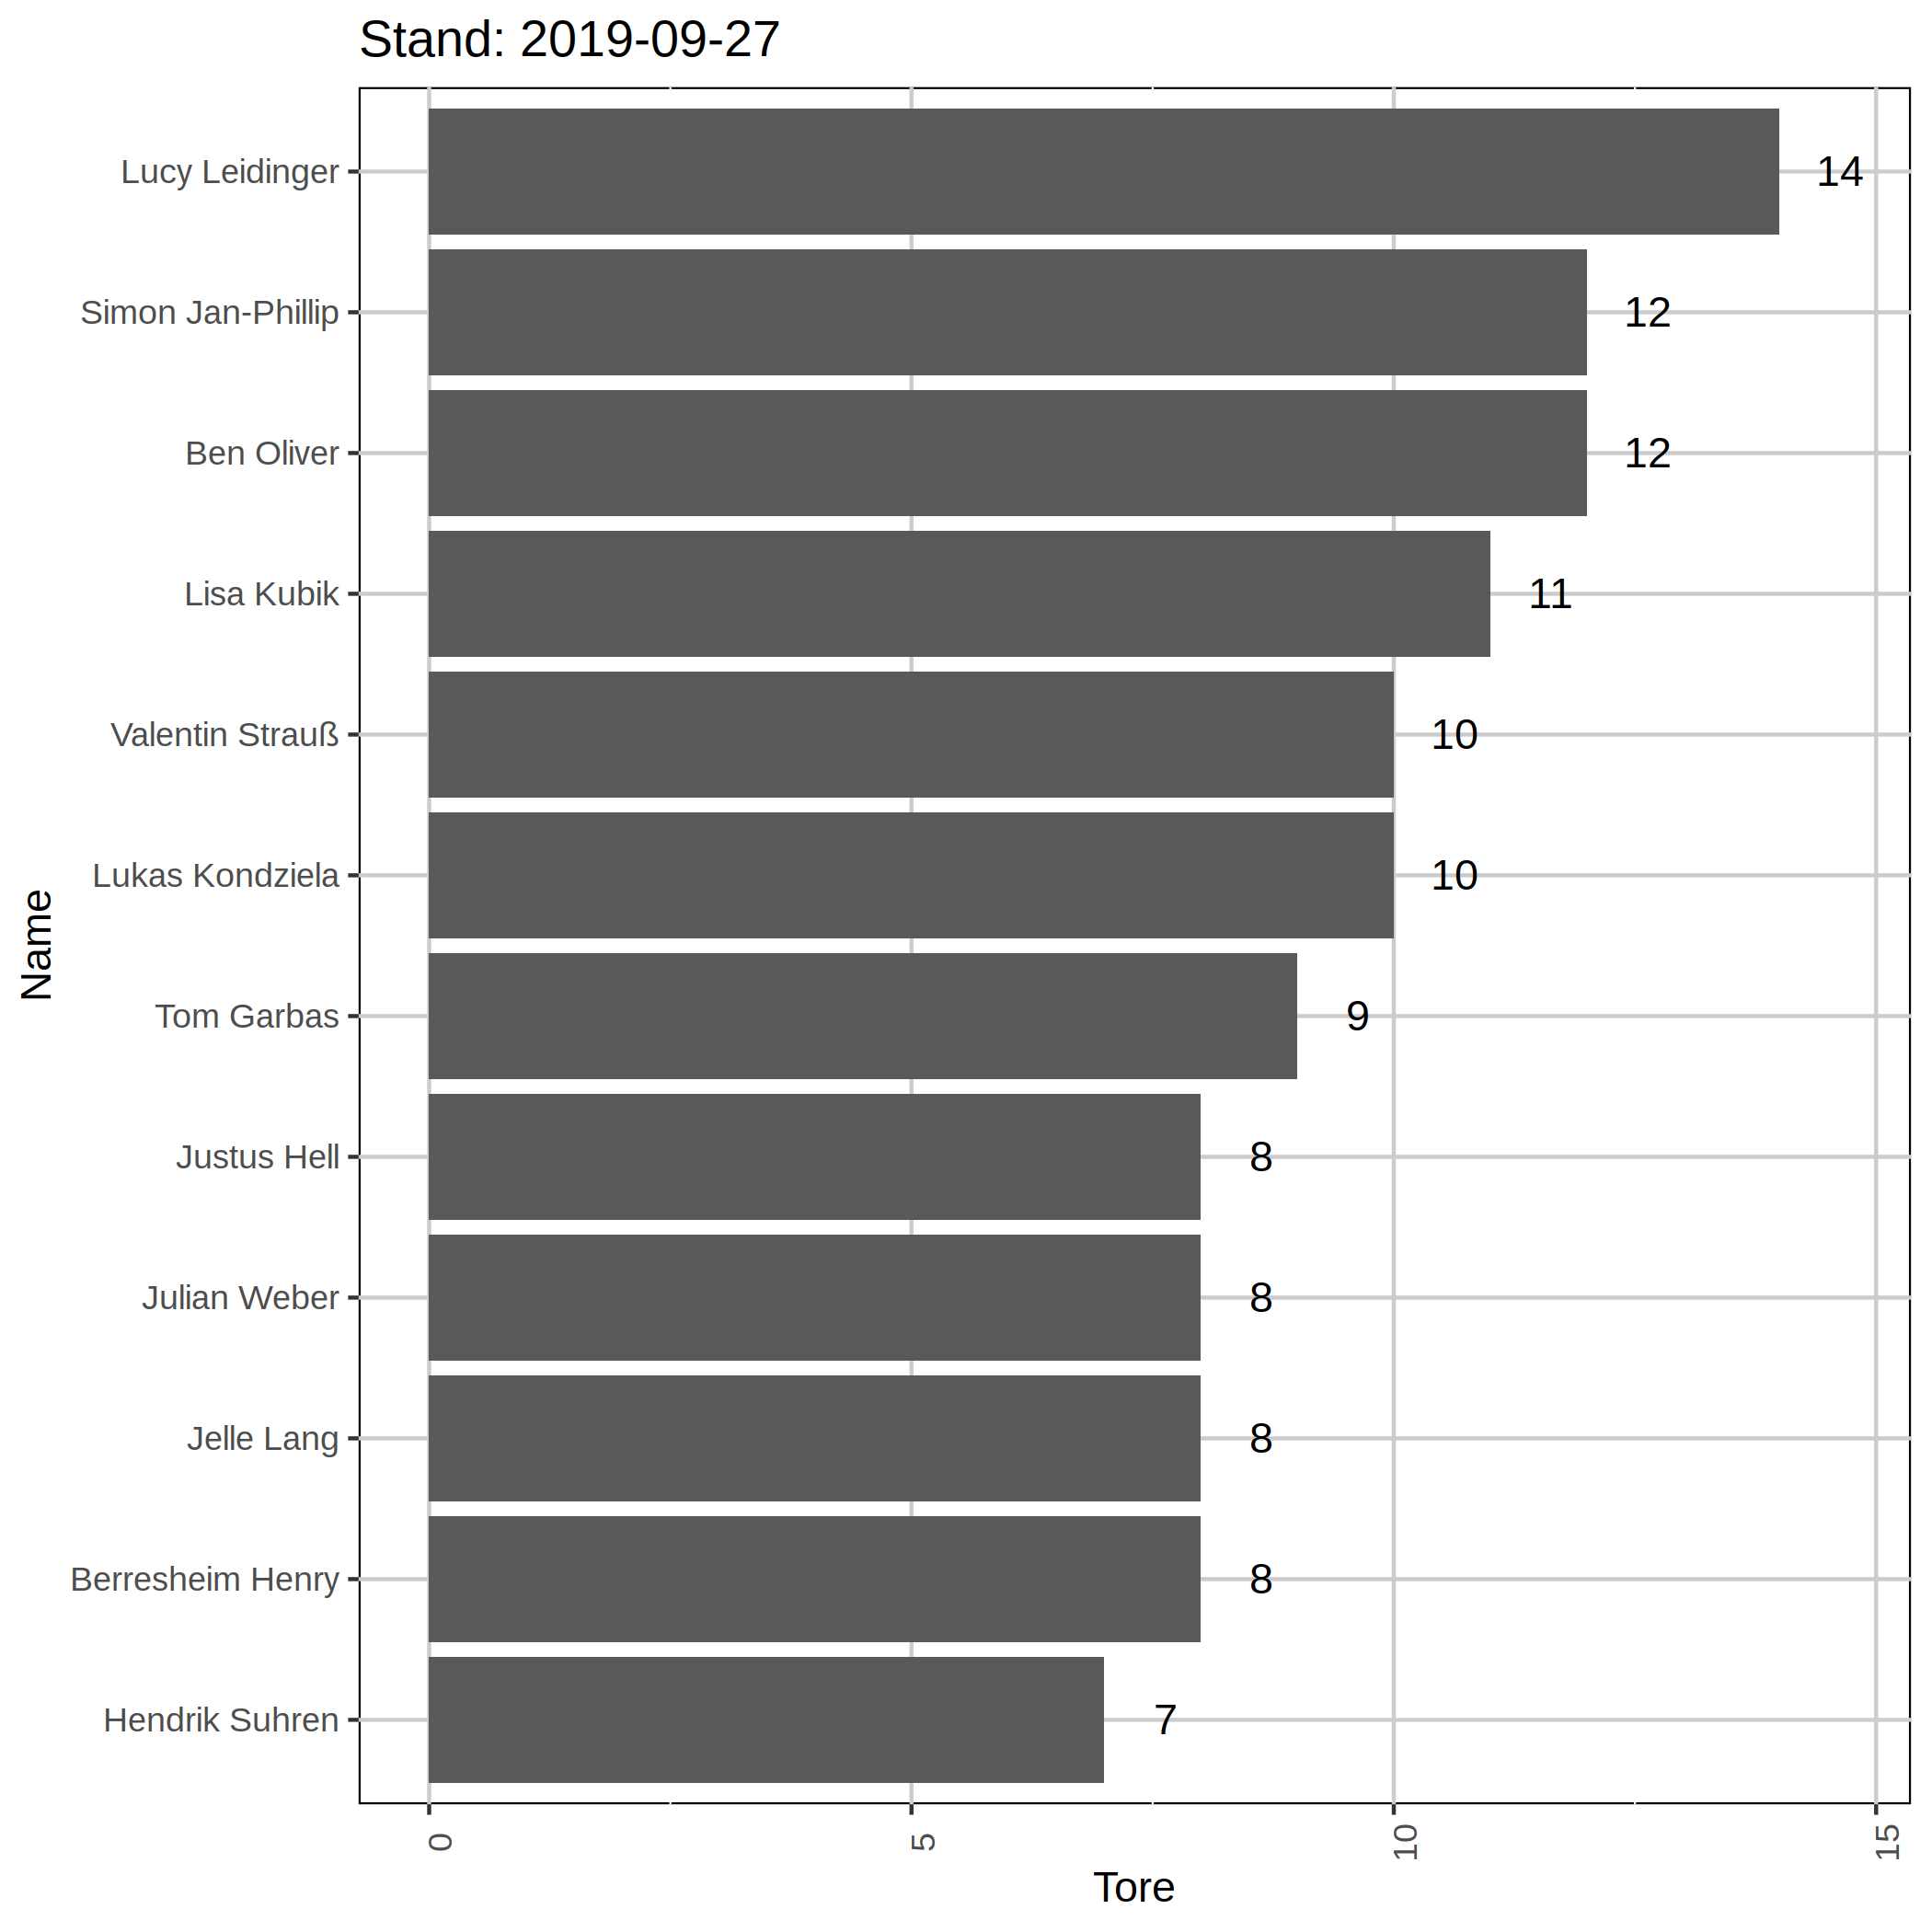 Stand: 2019-09-27
Lucy Leidinger 14
Simon Jan-Phillip 12
Ben Oliver 12
Lisa Kubik 11
Valentin Strauß 10
Lukas Kondziela 10
Tom Garbas 9
Justus Hell 8
Julian Weber 8
Jelle Lang 8
Berresheim Henry 8
Hendrik Suhren 7
Name
0 5 10 15
Tore